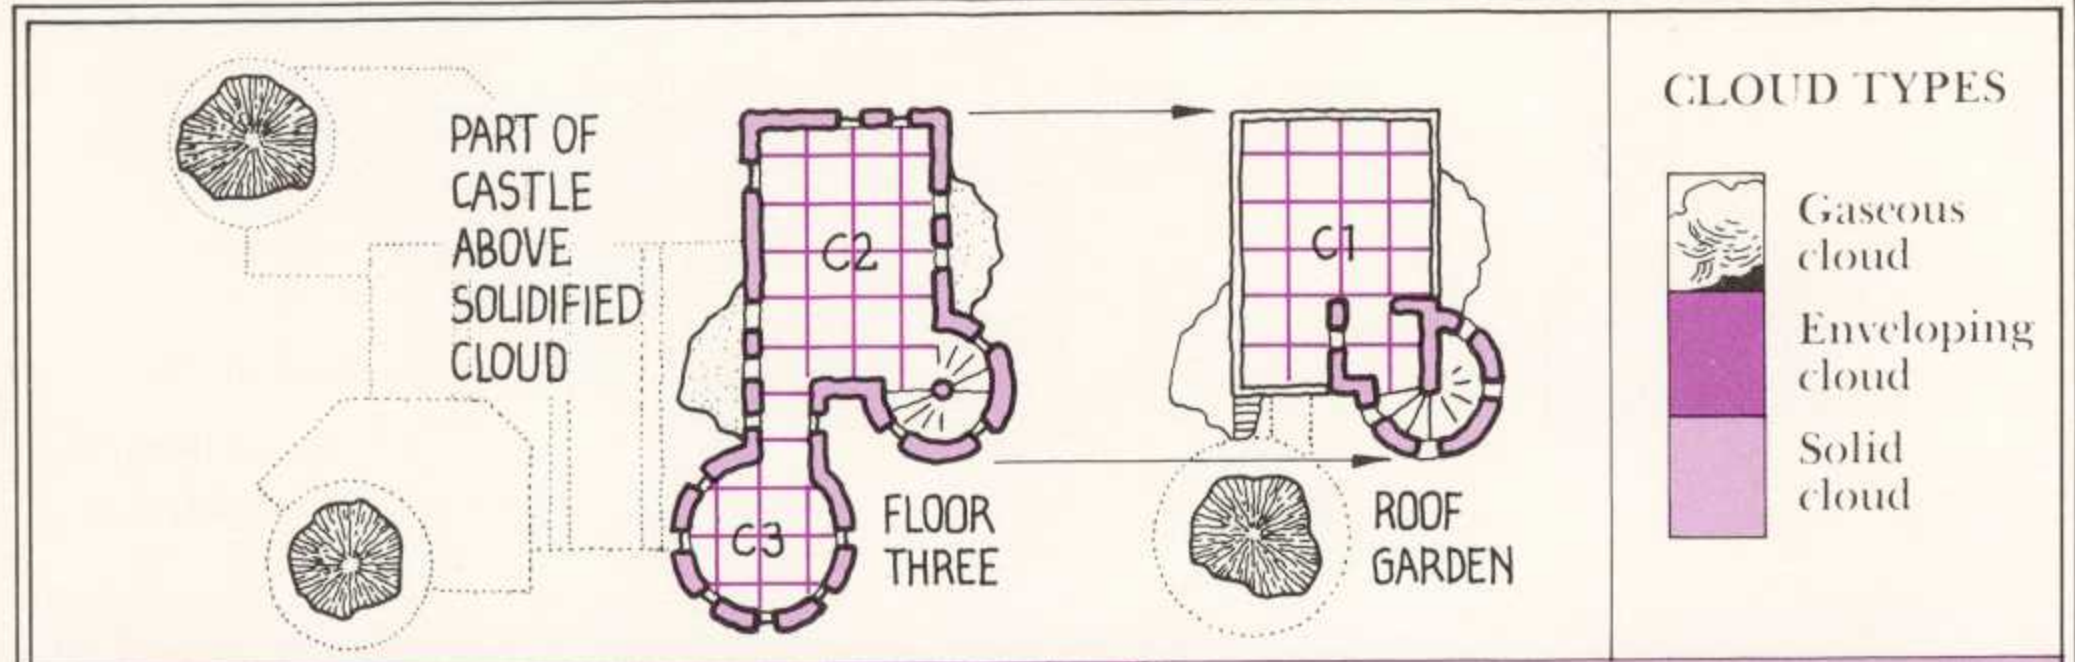 PART OF
CASTLE
ABOVE
SOLIDIFIED
CLOUD
C2
C3
FLOOR
THREE
C1
ROOF
GARDEN
CLOUD TYPES
Gaseous
cloud
Enveloping
cloud
Solid
cloud